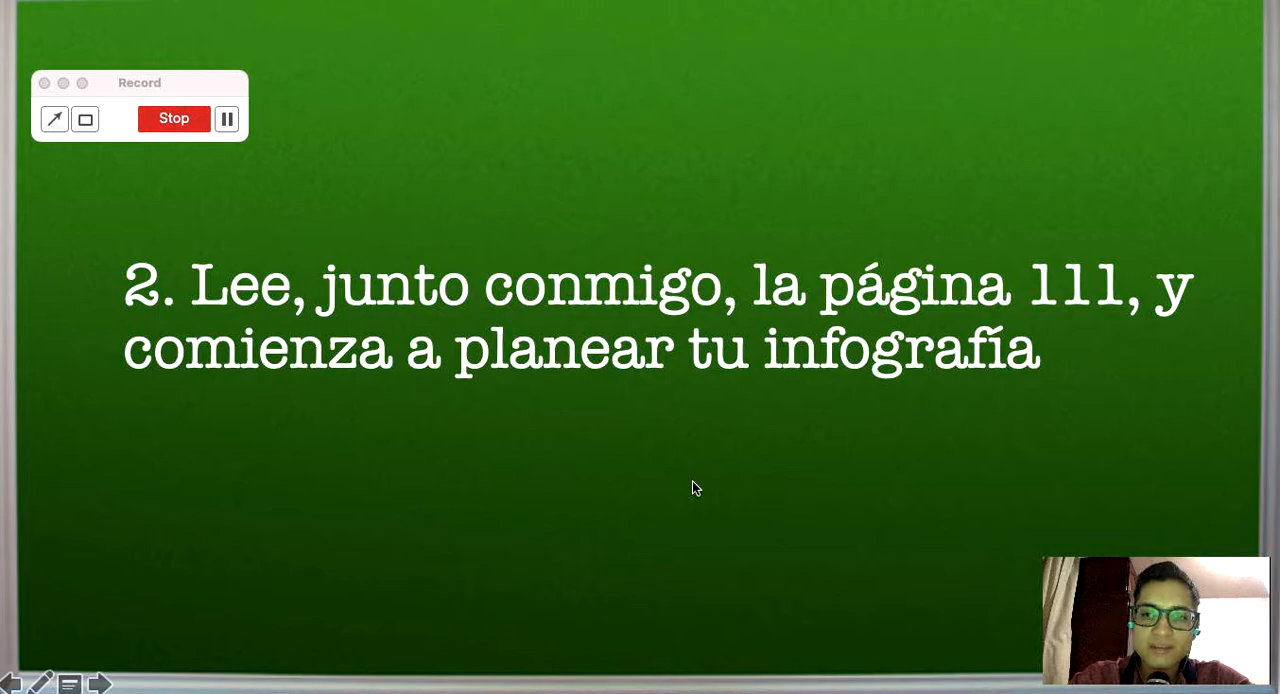 Record
Stop
2. Lee, junto conmigo, la página 111, y
comienza a planear tu infografía